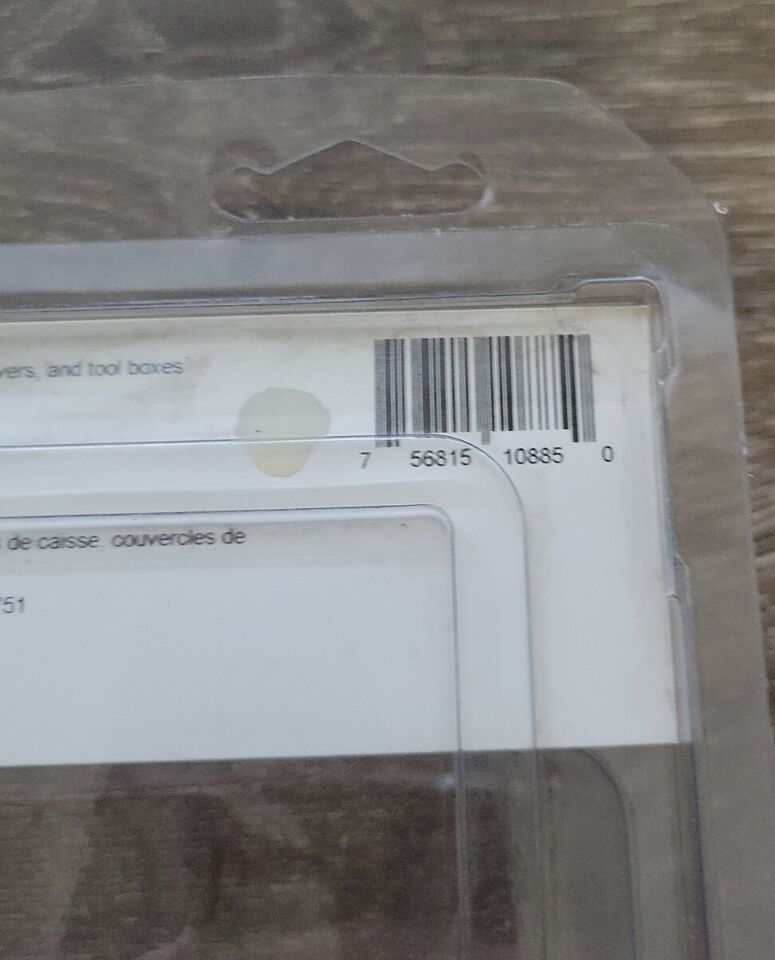 vers, and tool boxes
7 56815 10885 0
de caisse, couvercles de
751